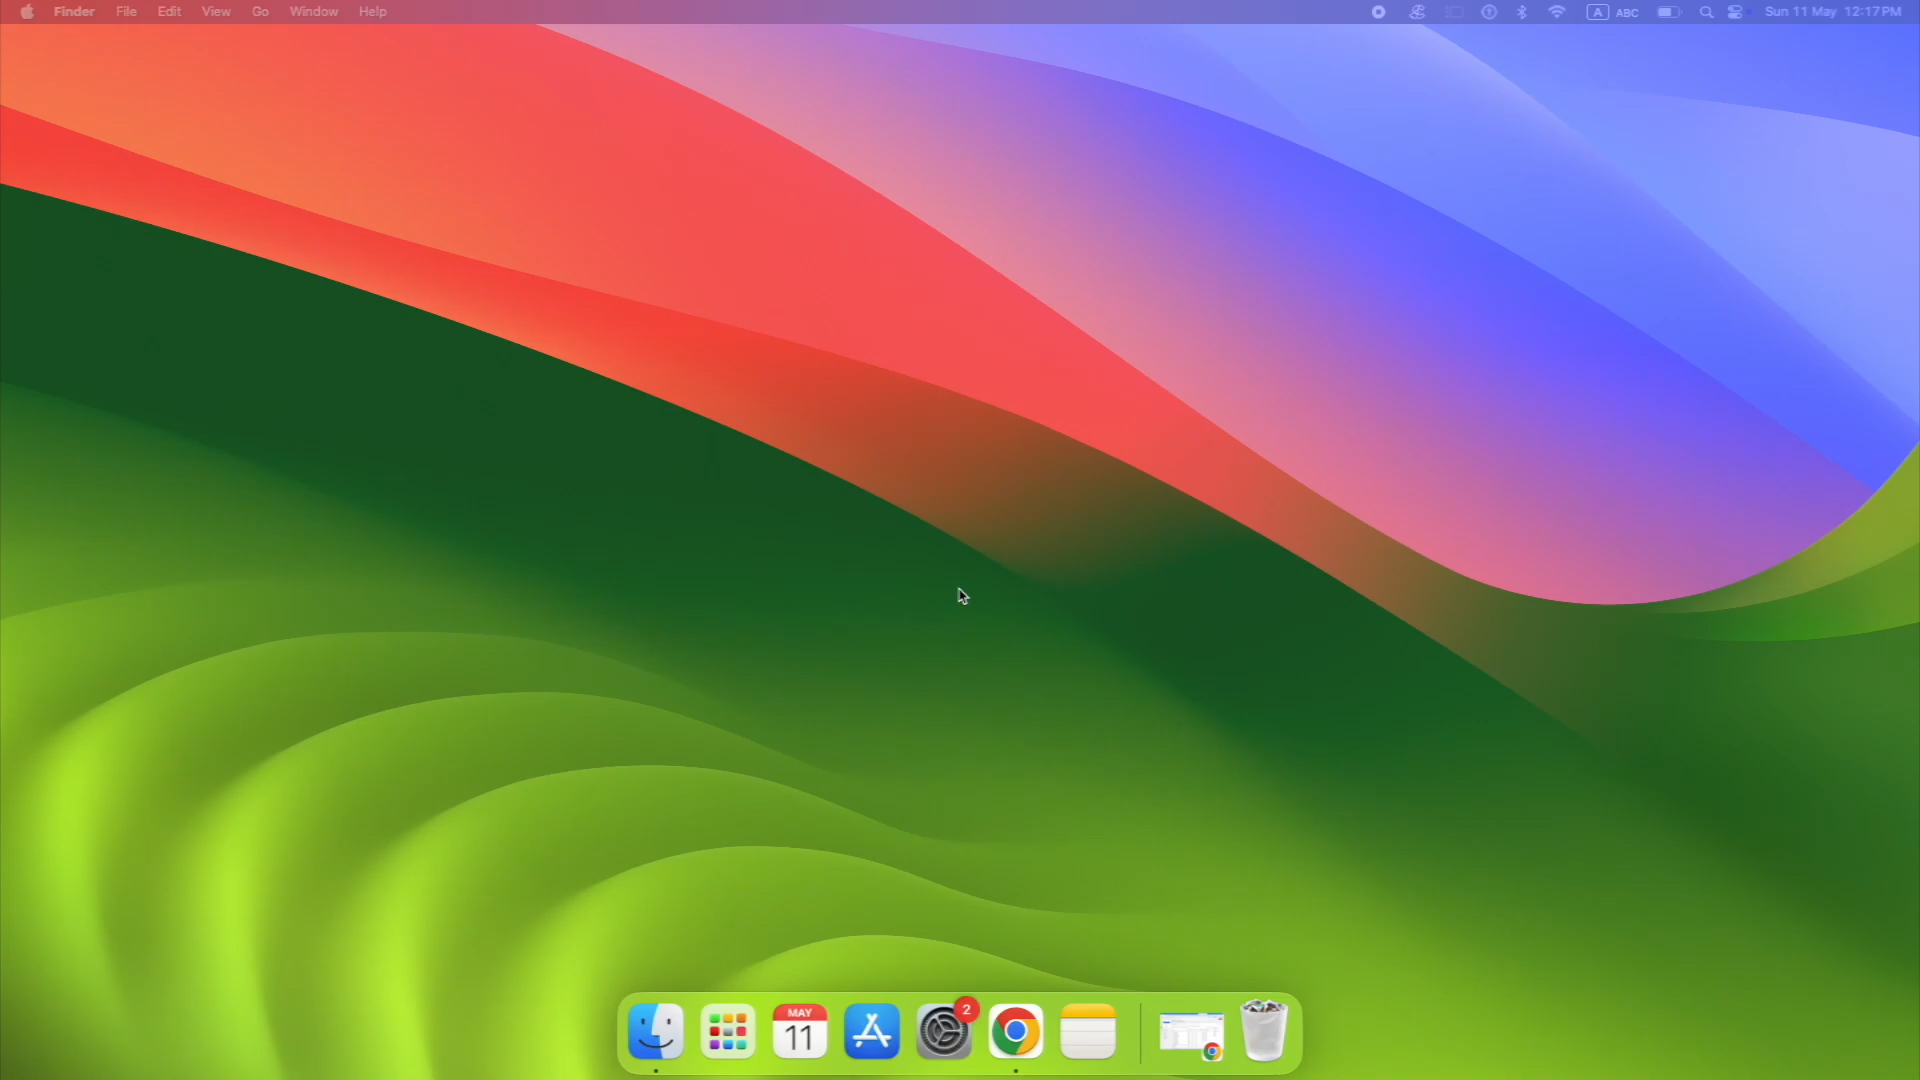 Finder File Edit View Go Window Help A ABC Sun 11 May 12:17 PM
MAY
11
2